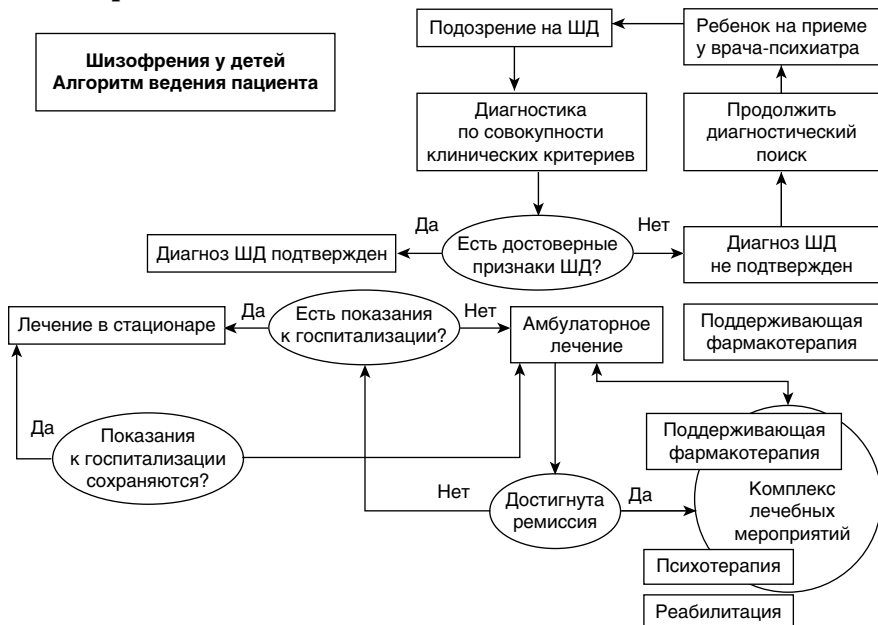 Шизофрения у детей
Алгоритм ведения пациента
Подозрение на ШД
Ребенок на приеме
у врача-психиатра
Диагностика
по совокупности
клинических критериев
Продолжить
диагностический
поиск
Да
Нет
Диагноз ШД подтвержден
Есть достоверные
признаки ШД?
Диагноз ШД
не подтвержден
Лечение в стационаре
Да
Есть показания
к госпитализации?
Нет
Амбулаторное
лечение
Поддерживающая
фармакотерапия
Да
Показания
к госпитализации
сохраняются?
Нет
Достигнута
ремиссия
Да
Поддерживающая
фармакотерапия
Комплекс
лечебных
мероприятий
Психотерапия
Реабилитация